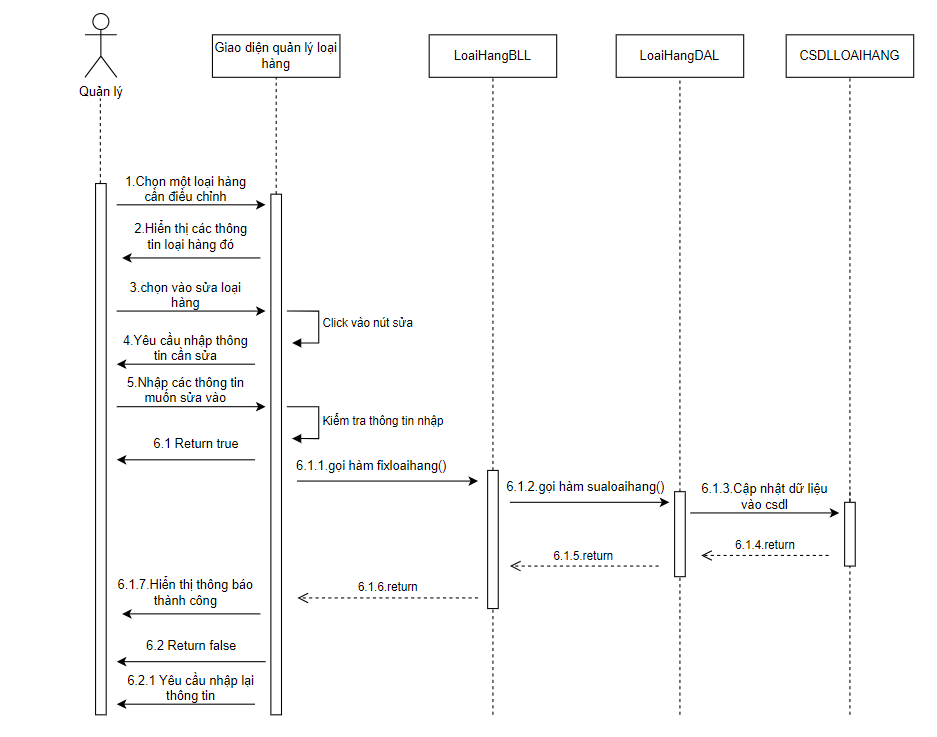 Quản lý
Giao diện quản lý loại
hàng
LoaiHangBLL
LoaiHangDAL
CSDLLOAIHANG
1.Chọn một loại hàng
cần điều chỉnh
2.Hiển thị các thông
tin loại hàng đó
3.chọn vào sửa loại
hàng
Click vào nút sửa
4.Yêu cầu nhập thông
tin cần sửa
5.Nhập các thông tin
muốn sửa vào
Kiểm tra thông tin nhập
6.1 Return true
6.1.1.gọi hàm fixloaihang()
6.1.2.gọi hàm sualoaihang()
6.1.3.Cập nhật dữ liệu
vào csdl
6.1.4.return
6.1.5.return
6.1.6.return
6.1.7.Hiển thị thông báo
thành công
6.2 Return false
6.2.1 Yêu cầu nhập lại
thông tin